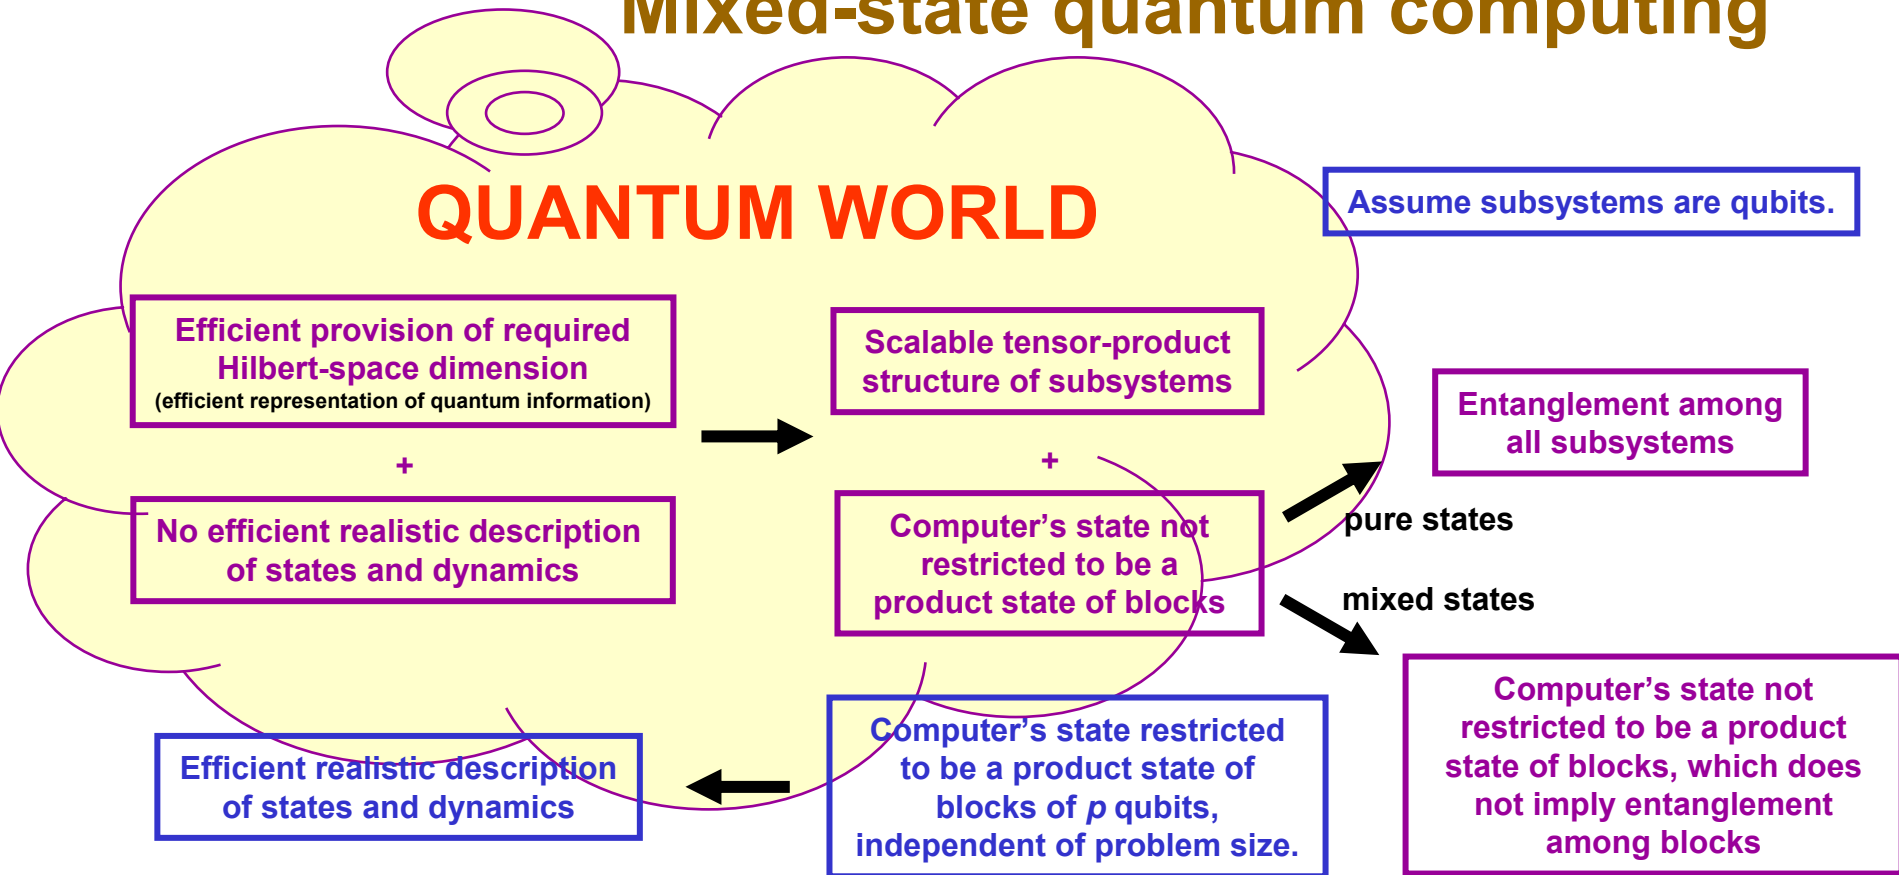 Mixed-state quantum computing
QUANTUM WORLD
Assume subsystems are qubits.
Efficient provision of required
Hilbert-space dimension
(efficient representation of quantum information)
+
No efficient realistic description
of states and dynamics
Scalable tensor-product
structure of subsystems
+
Computer’s state not
restricted to be a
product state of blocks
Entanglement among
all subsystems
pure states
mixed states
Computer’s state not
restricted to be a product
state of blocks, which does
not imply entanglement
among blocks
Computer’s state restricted
to be a product state of
blocks of p qubits,
independent of problem size.
Efficient realistic description
of states and dynamics